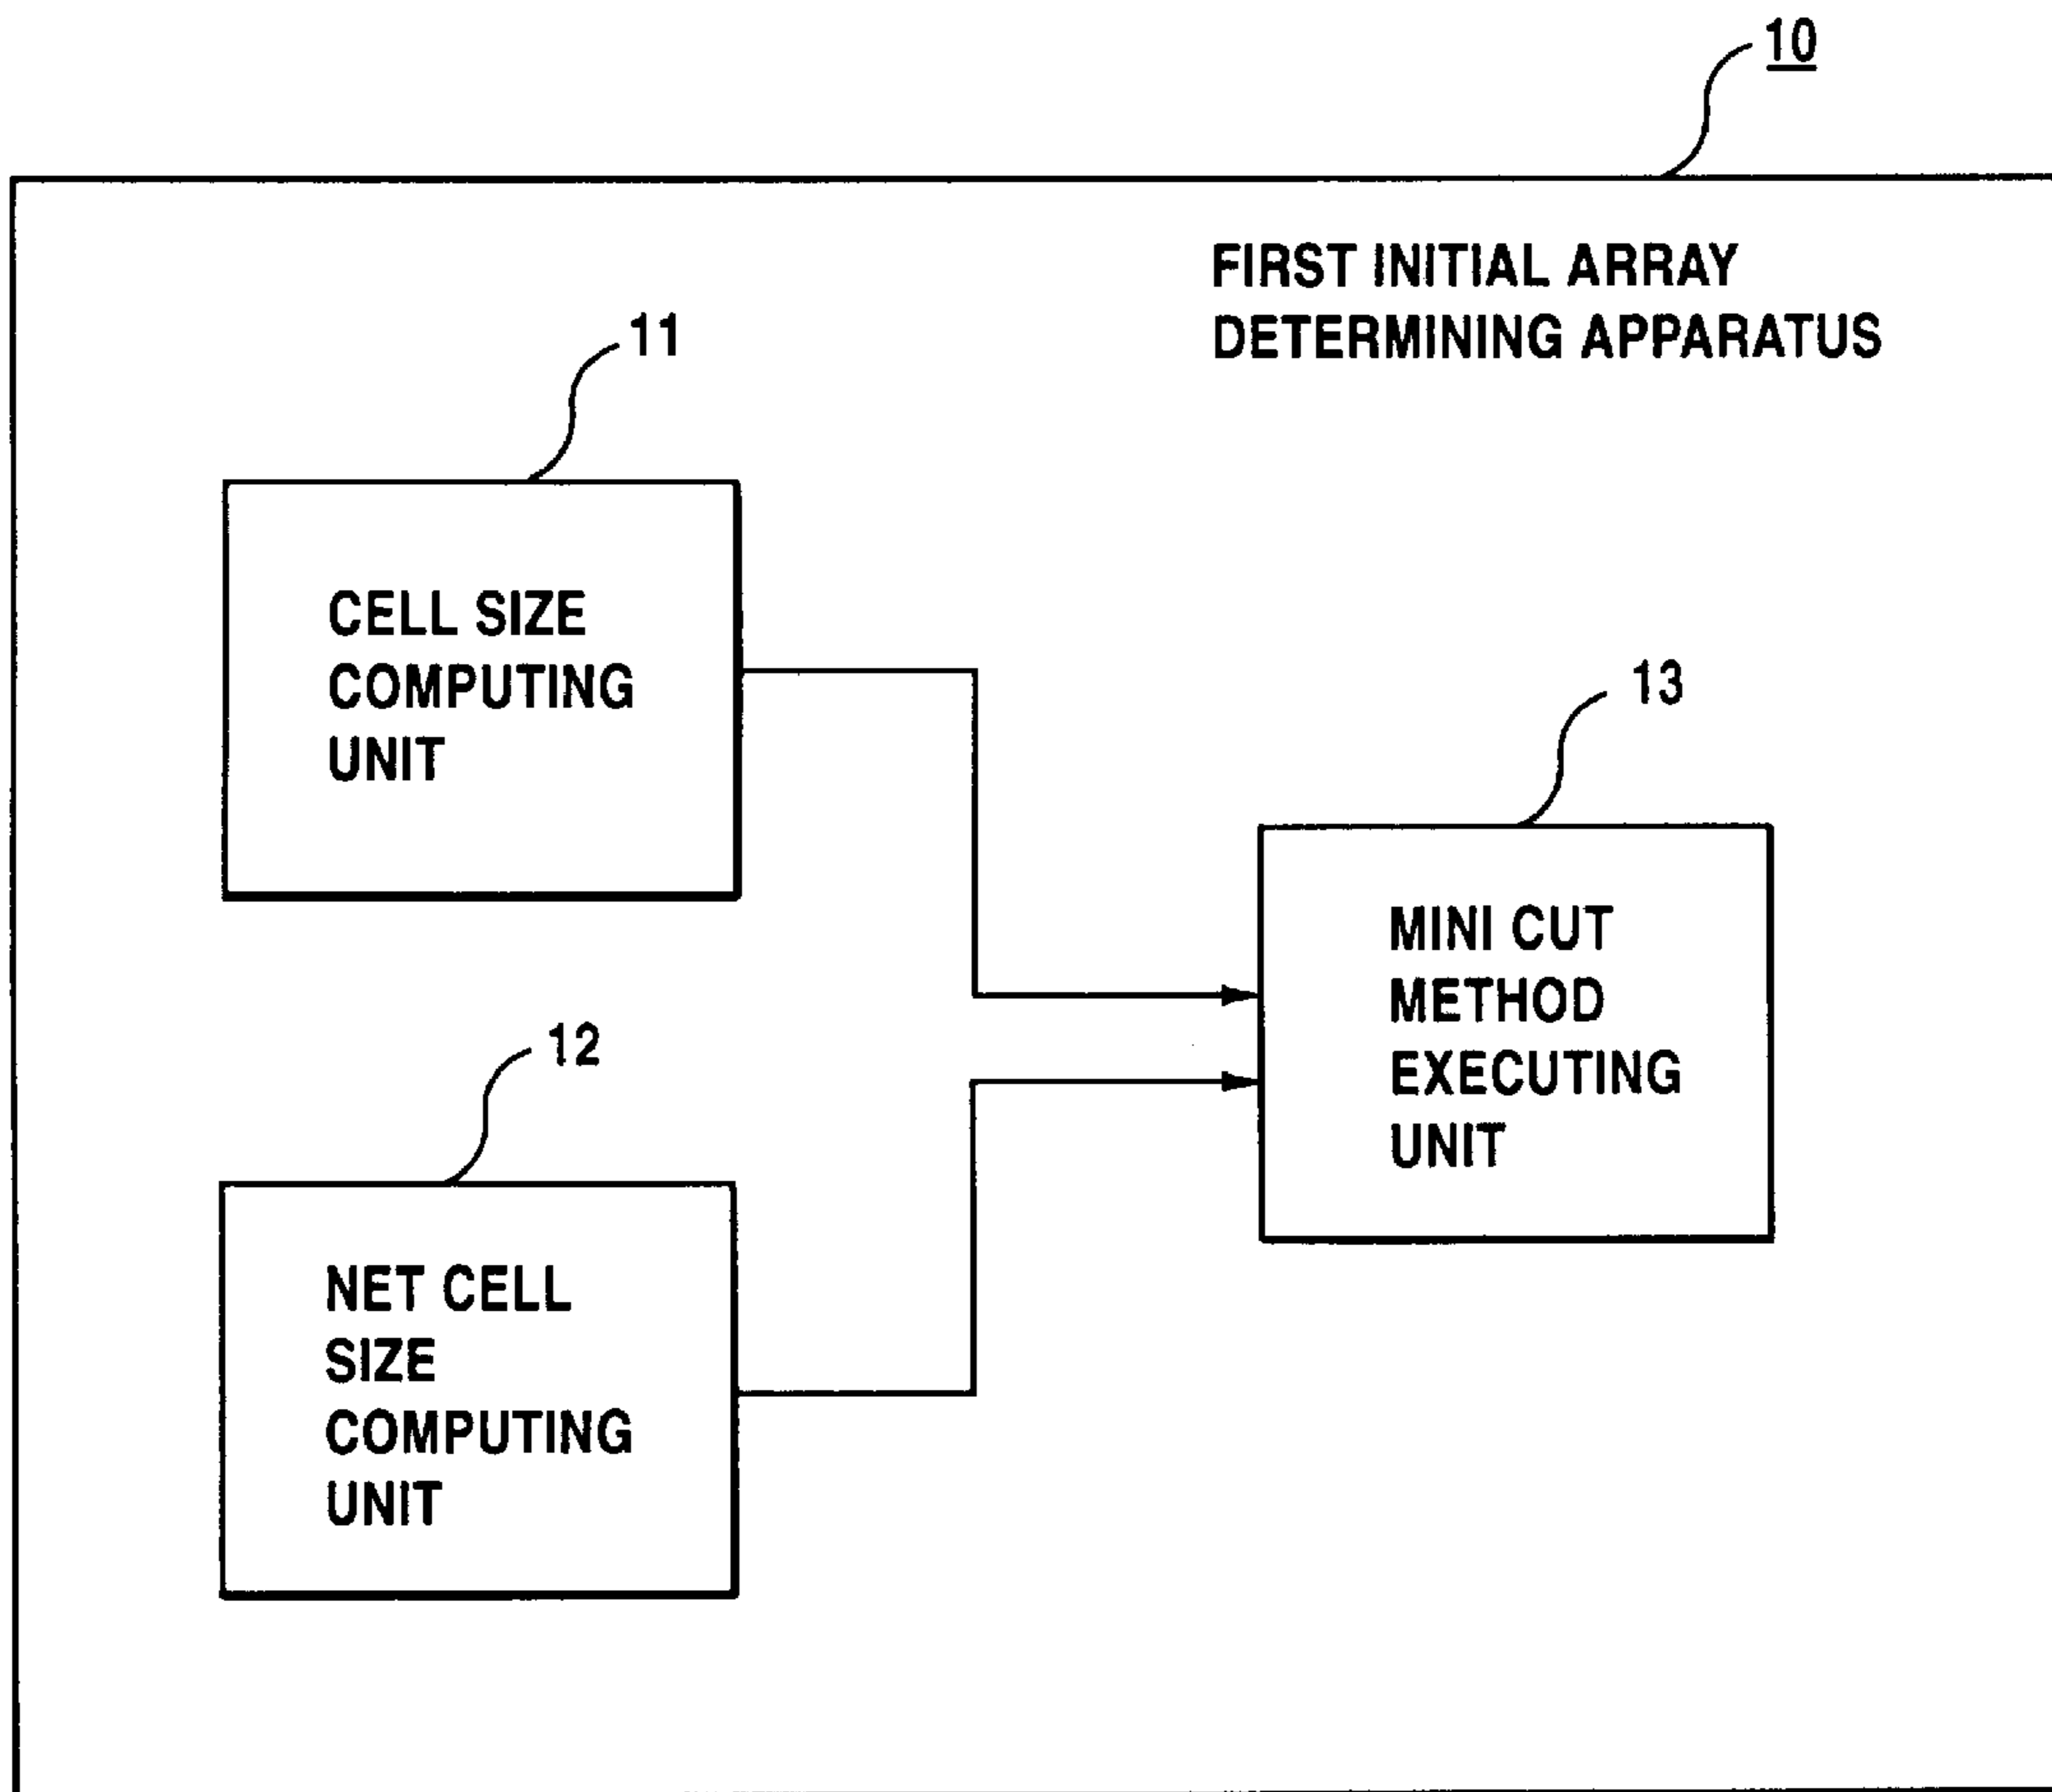 10
FIRST INITIAL ARRAY
DETERMINING APPARATUS
11
CELL SIZE
COMPUTING
UNIT
13
MINI CUT
METHOD
EXECUTING
UNIT
12
NET CELL
SIZE
COMPUTING
UNIT